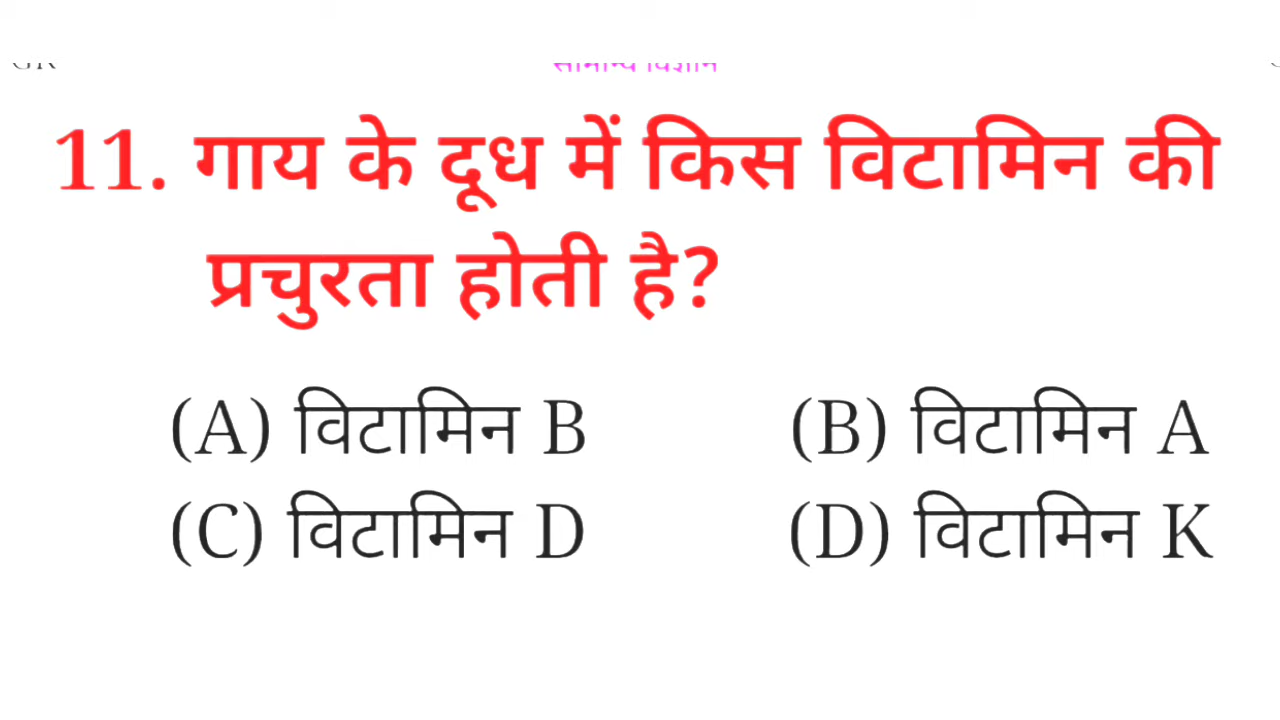 11. गाय के दूध में किस विटामिन की
प्रचुरता होती है?
(A) विटामिन B (B) विटामिन A
(C) विटामिन D (D) विटामिन K